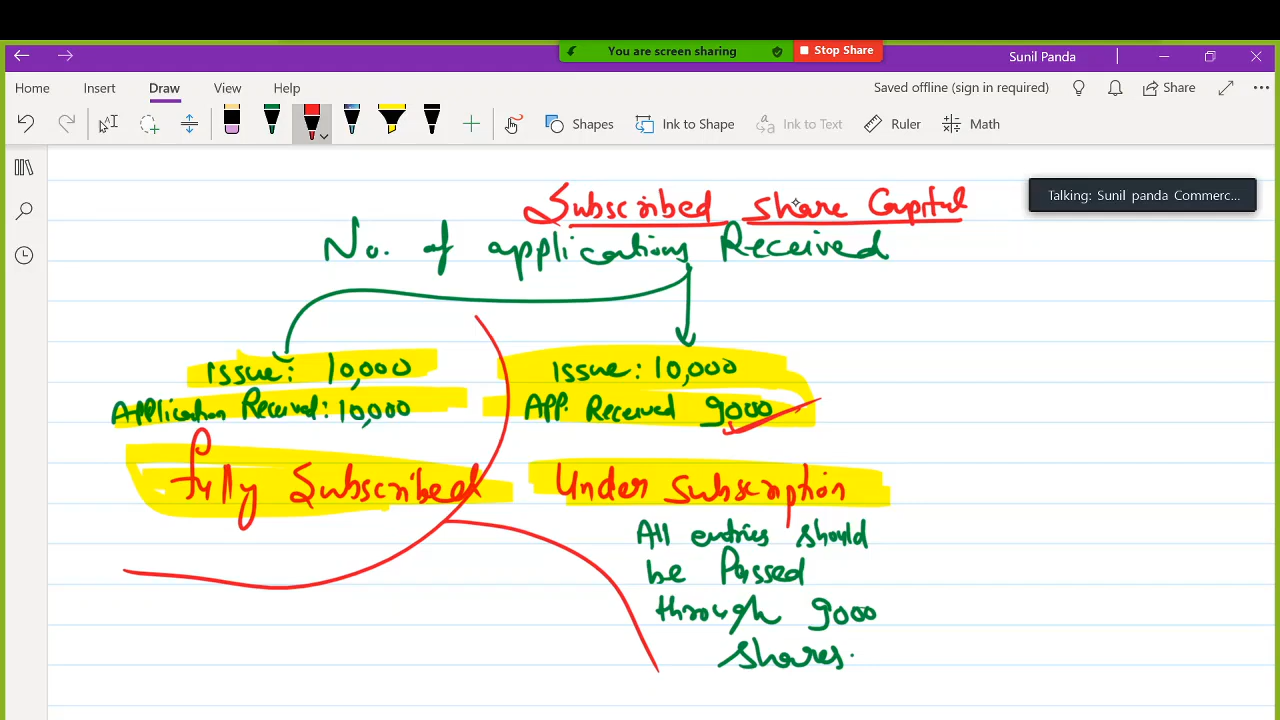 You are screen sharing
Stop Share
Sunil Panda
Home Insert Draw View Help
Saved offline (sign in required)
Share
Shapes
Ink to Shape
Ink to Text
Ruler
Math
Talking: Sunil panda Commerc...
Subscribed share Capital
No. of applications Received
Issue: 10,000
Application Received: 10,000
fully Subscribed
Issue: 10,000
App. Received 9000
Under subscription
All entries should
be Passed
through 9000
shares.